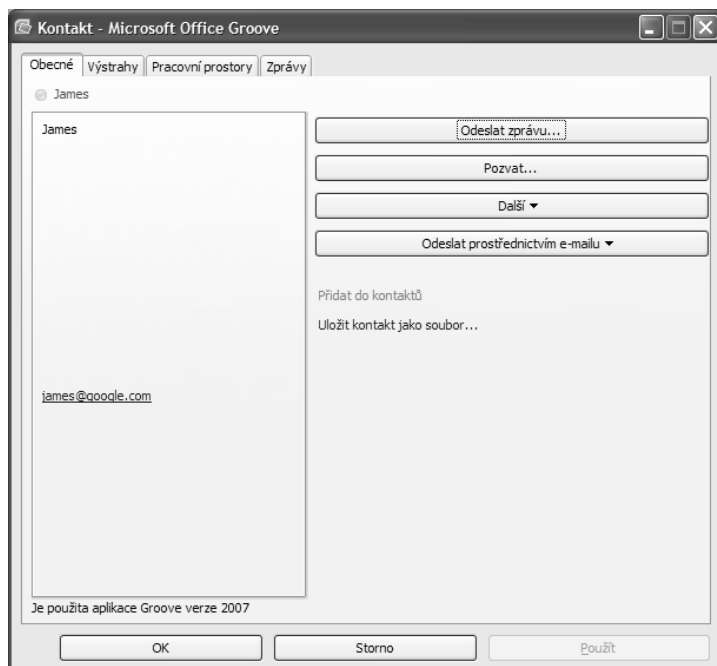 Kontakt - Microsoft Office Groove
Obecné Výstrahy Pracovní prostory Zprávy
James
James
Odeslat zprávu...
Pozvat...
Další
Odeslat prostřednictvím e-mailu
Přidat do kontaktů
Uložit kontakt jako soubor...
james@google.com
Je použita aplikace Groove verze 2007
OK Storno Použít